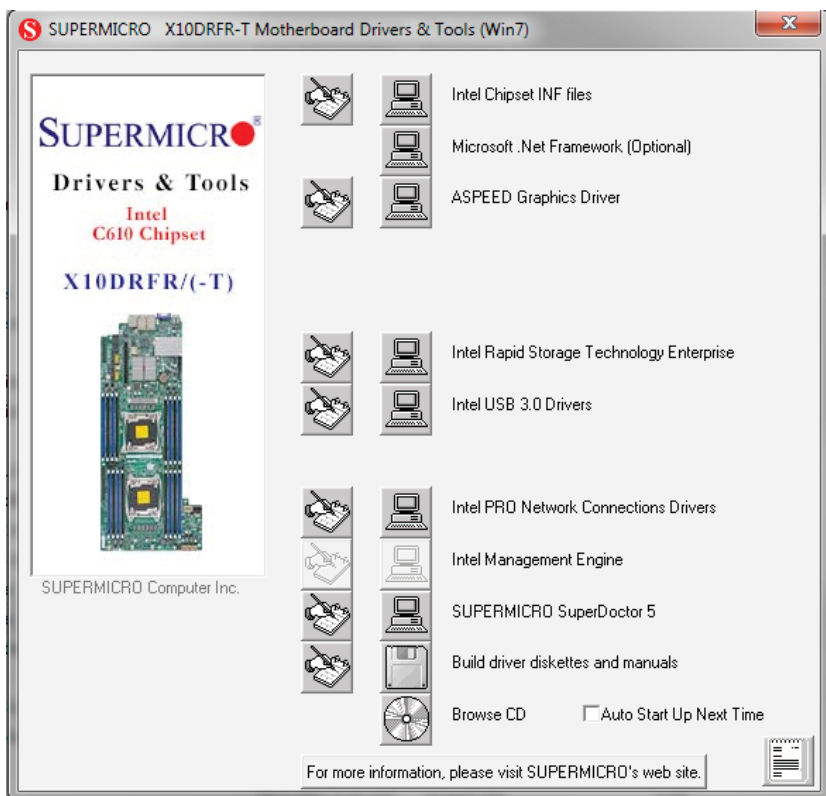 SUPERMICRO X10DRFR-T Motherboard Drivers & Tools (Win7)
SUPERMICRO®
Drivers & Tools
Intel
C610 Chipset
X10DRFR/(-T)
SUPERMICRO Computer Inc.
Intel Chipset INF files
Microsoft .Net Framework (Optional)
ASPEED Graphics Driver
Intel Rapid Storage Technology Enterprise
Intel USB 3.0 Drivers
Intel PRO Network Connections Drivers
Intel Management Engine
SUPERMICRO SuperDoctor 5
Build driver diskettes and manuals
Browse CD Auto Start Up Next Time
For more information, please visit SUPERMICRO's web site.